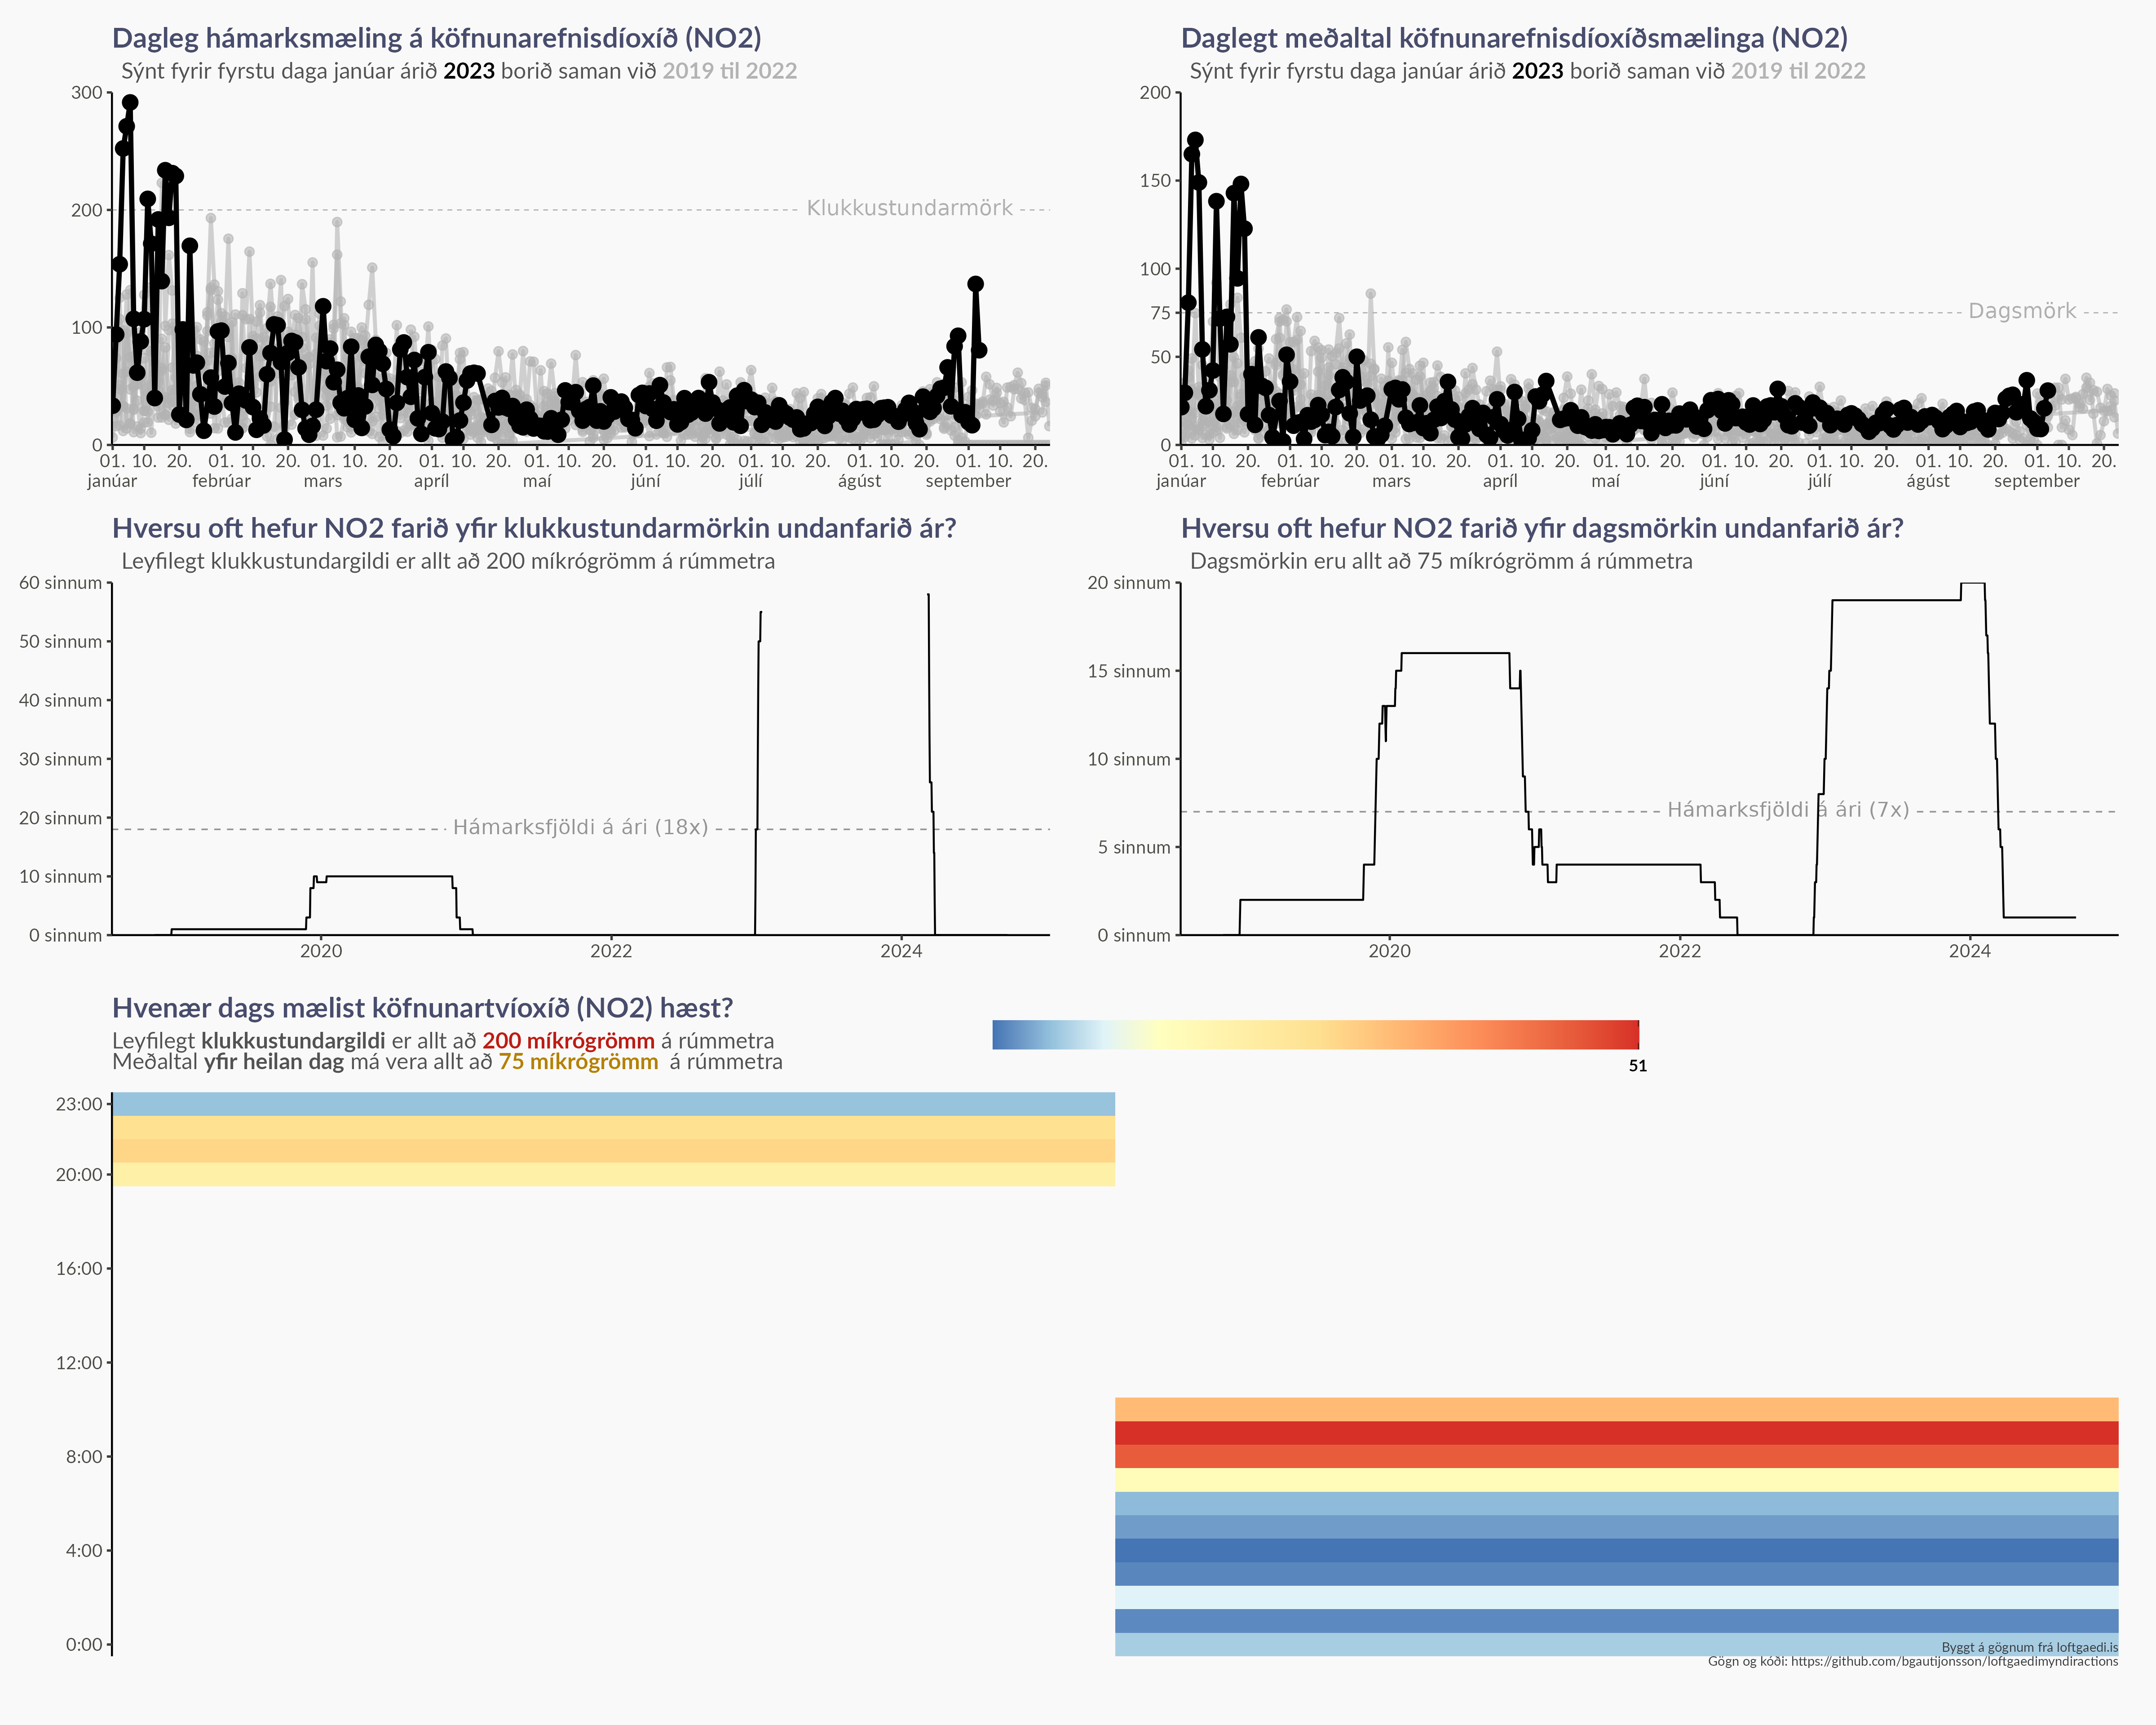 Dagleg hámarksmæling á köfnunarefnisdíoxíð (NO2)
Sýnt fyrir fyrstu daga janúar árið 2023 borið saman við 2019 til 2022
300
200
100
0
Klukkustundarmörk
01. 10. 20. 01. 10. 20. 01. 10. 20. 01. 10. 20. 01. 10. 20. 01. 10. 20. 01. 10. 20. 01. 10. 20. 01. 10. 20.
janúar febrúar mars apríl maí júní júlí ágúst september
Daglegt meðaltal köfnunarefnisdíoxíðsmælinga (NO2)
Sýnt fyrir fyrstu daga janúar árið 2023 borið saman við 2019 til 2022
200
150
100
75
50
0
Dagsmörk
01. 10. 20. 01. 10. 20. 01. 10. 20. 01. 10. 20. 01. 10. 20. 01. 10. 20. 01. 10. 20. 01. 10. 20. 01. 10. 20.
janúar febrúar mars apríl maí júní júlí ágúst september
Hversu oft hefur NO2 farið yfir klukkustundarmörkin undanfarið ár?
Leyfilegt klukkustundargildi er allt að 200 míkrógrömm á rúmmetra
60 sinnum
50 sinnum
40 sinnum
30 sinnum
20 sinnum
10 sinnum
0 sinnum
Hámarksfjöldi á ári (18x)
2020 2022 2024
Hversu oft hefur NO2 farið yfir dagsmörkin undanfarið ár?
Dagsmörkin eru allt að 75 míkrógrömm á rúmmetra
20 sinnum
15 sinnum
10 sinnum
5 sinnum
0 sinnum
Hámarksfjöldi á ári (7x)
2020 2022 2024
Hvenær dags mælist köfnunartvíoxíð (NO2) hæst?
Leyfilegt klukkustundargildi er allt að 200 míkrógrömm á rúmmetra
Meðaltal yfir heilan dag má vera allt að 75 míkrógrömm á rúmmetra
51
23:00
20:00
16:00
12:00
8:00
4:00
0:00
Byggt á gögnum frá loftgaedi.is
Gögn og kóði: https://github.com/bgautijonsson/loftgaedimyndiractions